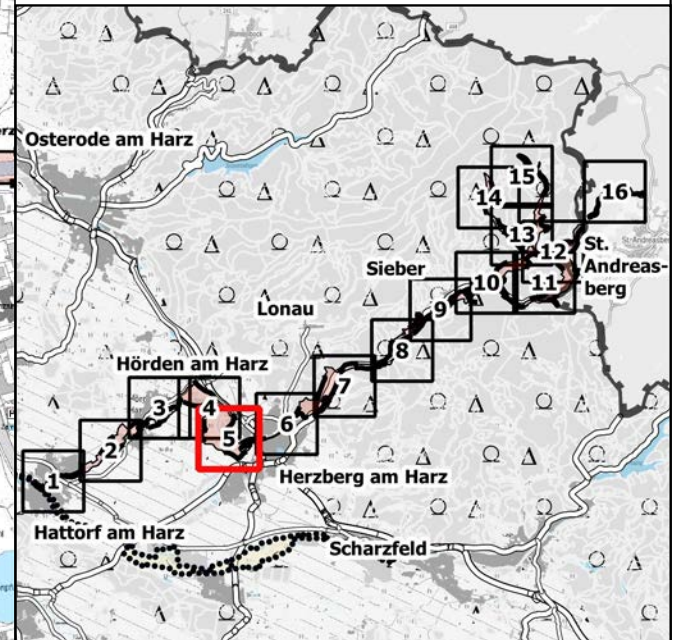 Osterode am Harz
15
16
14
13
12
St.
Andreas-
berg
Sieber
10
11
9
Lonau
8
Hörden am Harz
7
3
4
6
5
2
1
Herzberg am Harz
Hattorf am Harz
Scharzfeld